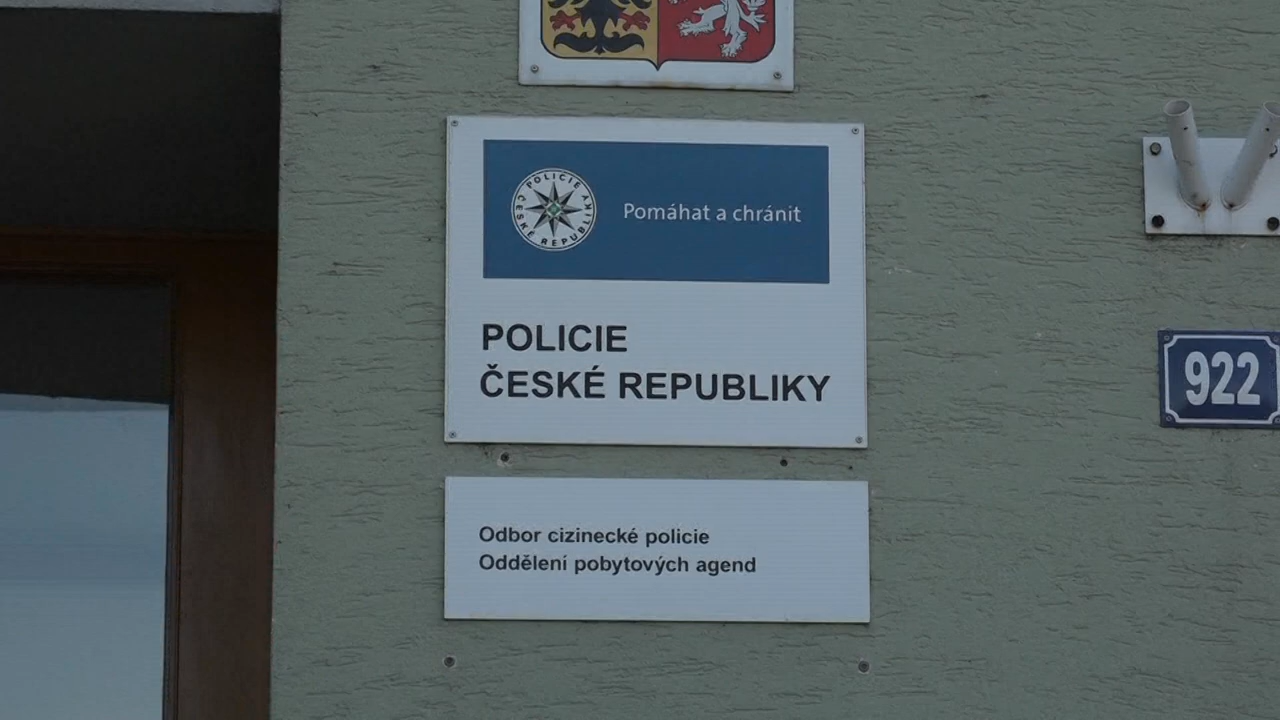 POLICIE ČESKÉ REPUBLIKY
Pomáhat a chránit
POLICIE
ČESKÉ REPUBLIKY
922
Odbor cizinecké policie
Oddělení pobytových agend